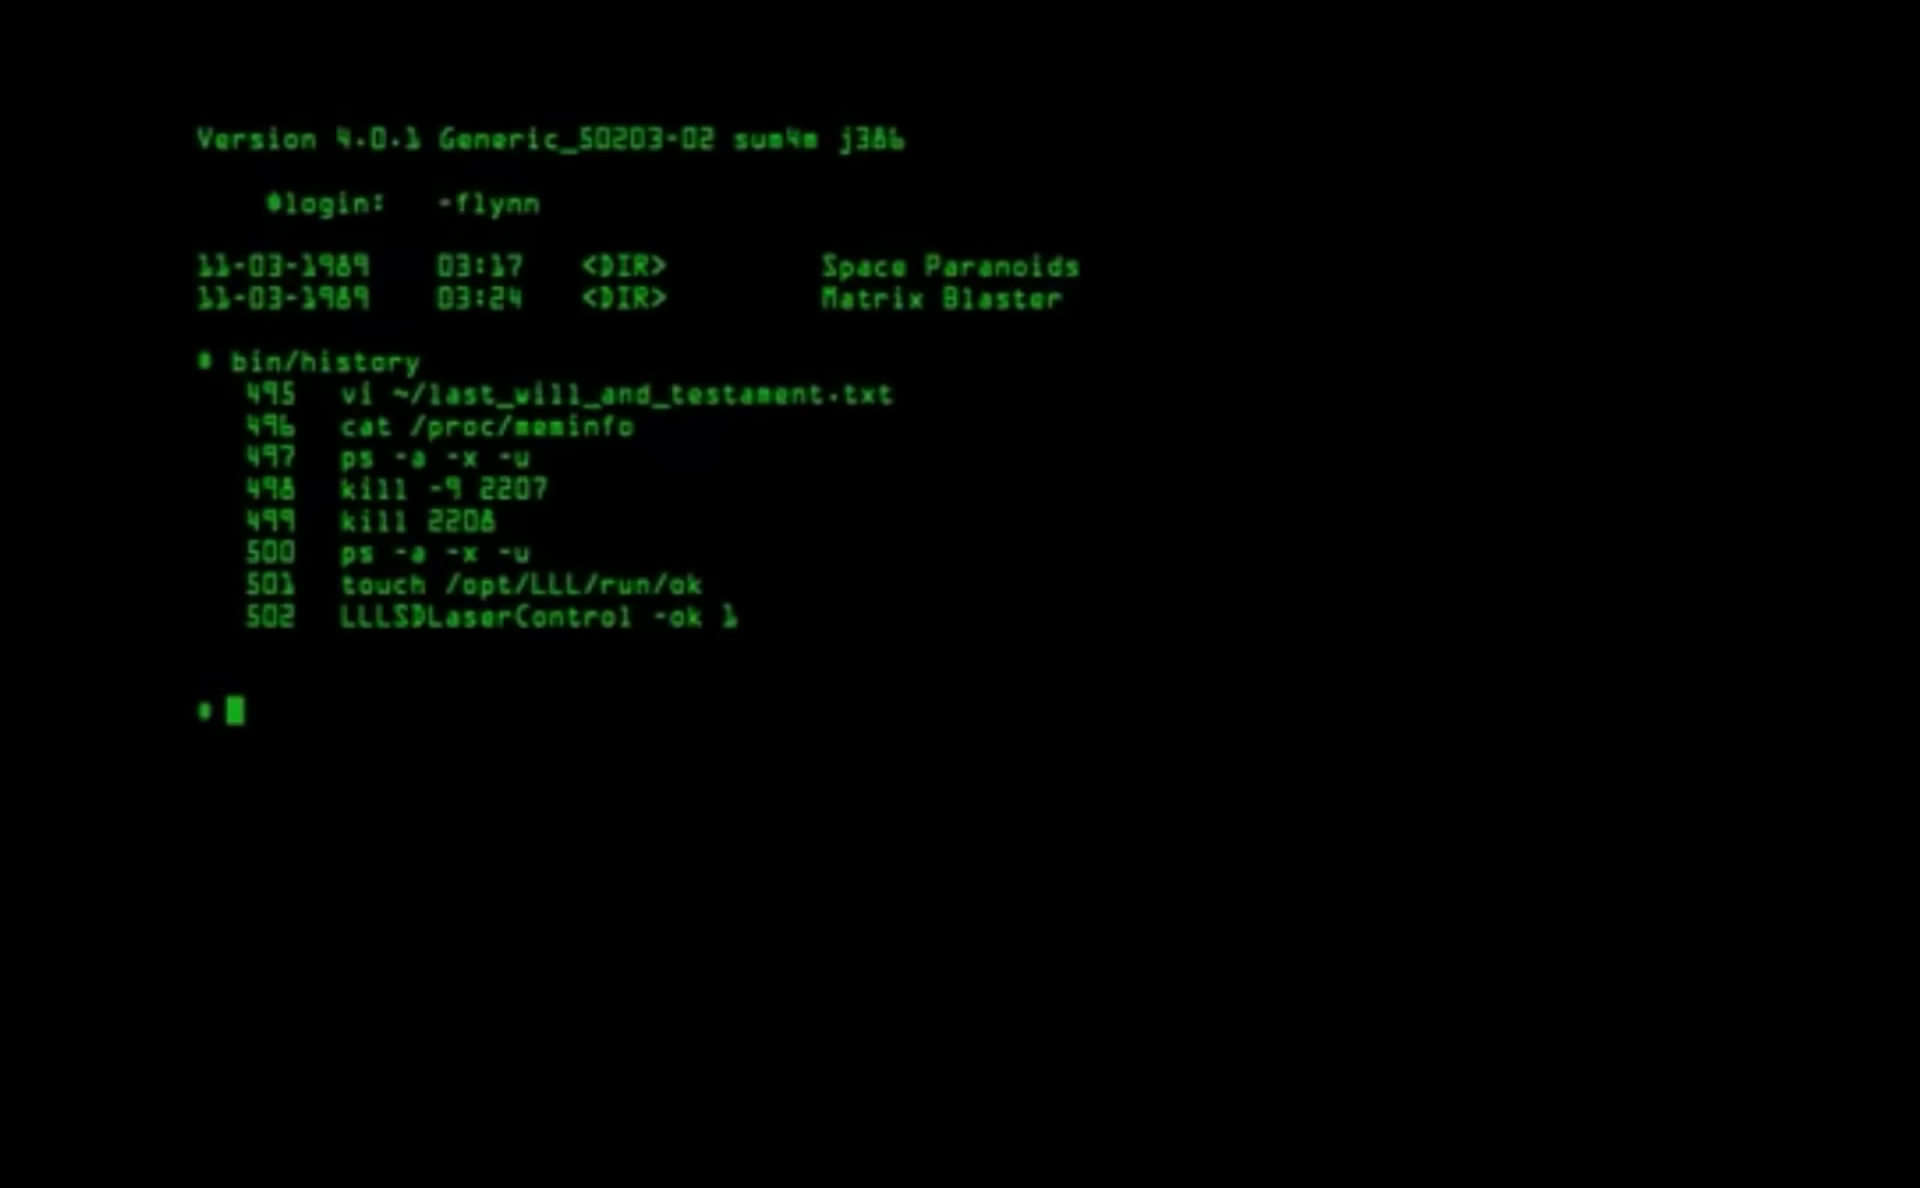 Version 4.0.1 Generic_50203-02 sum4m j386
#login: -flynn
11-03-1989 03:17 <DIR> Space Paranoids
11-03-1989 03:24 <DIR> Matrix Blaster
# bin/history
495 vi ~/last_will_and_testament.txt
496 cat /proc/meminfo
497 ps -a -x -u
498 kill -9 2207
499 kill 2208
500 ps -a -x -u
501 touch /opt/LLL/run/ok
502 LLLSDLaserControl -ok 1
#